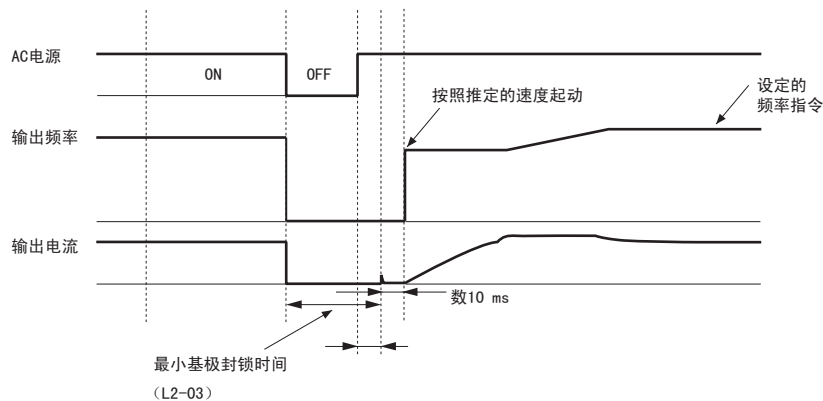 AC电源
ON
OFF
按照推定的速度起动
设定的
频率指令
输出频率
输出电流
数10 ms
最小基极封锁时间
（L2-03）